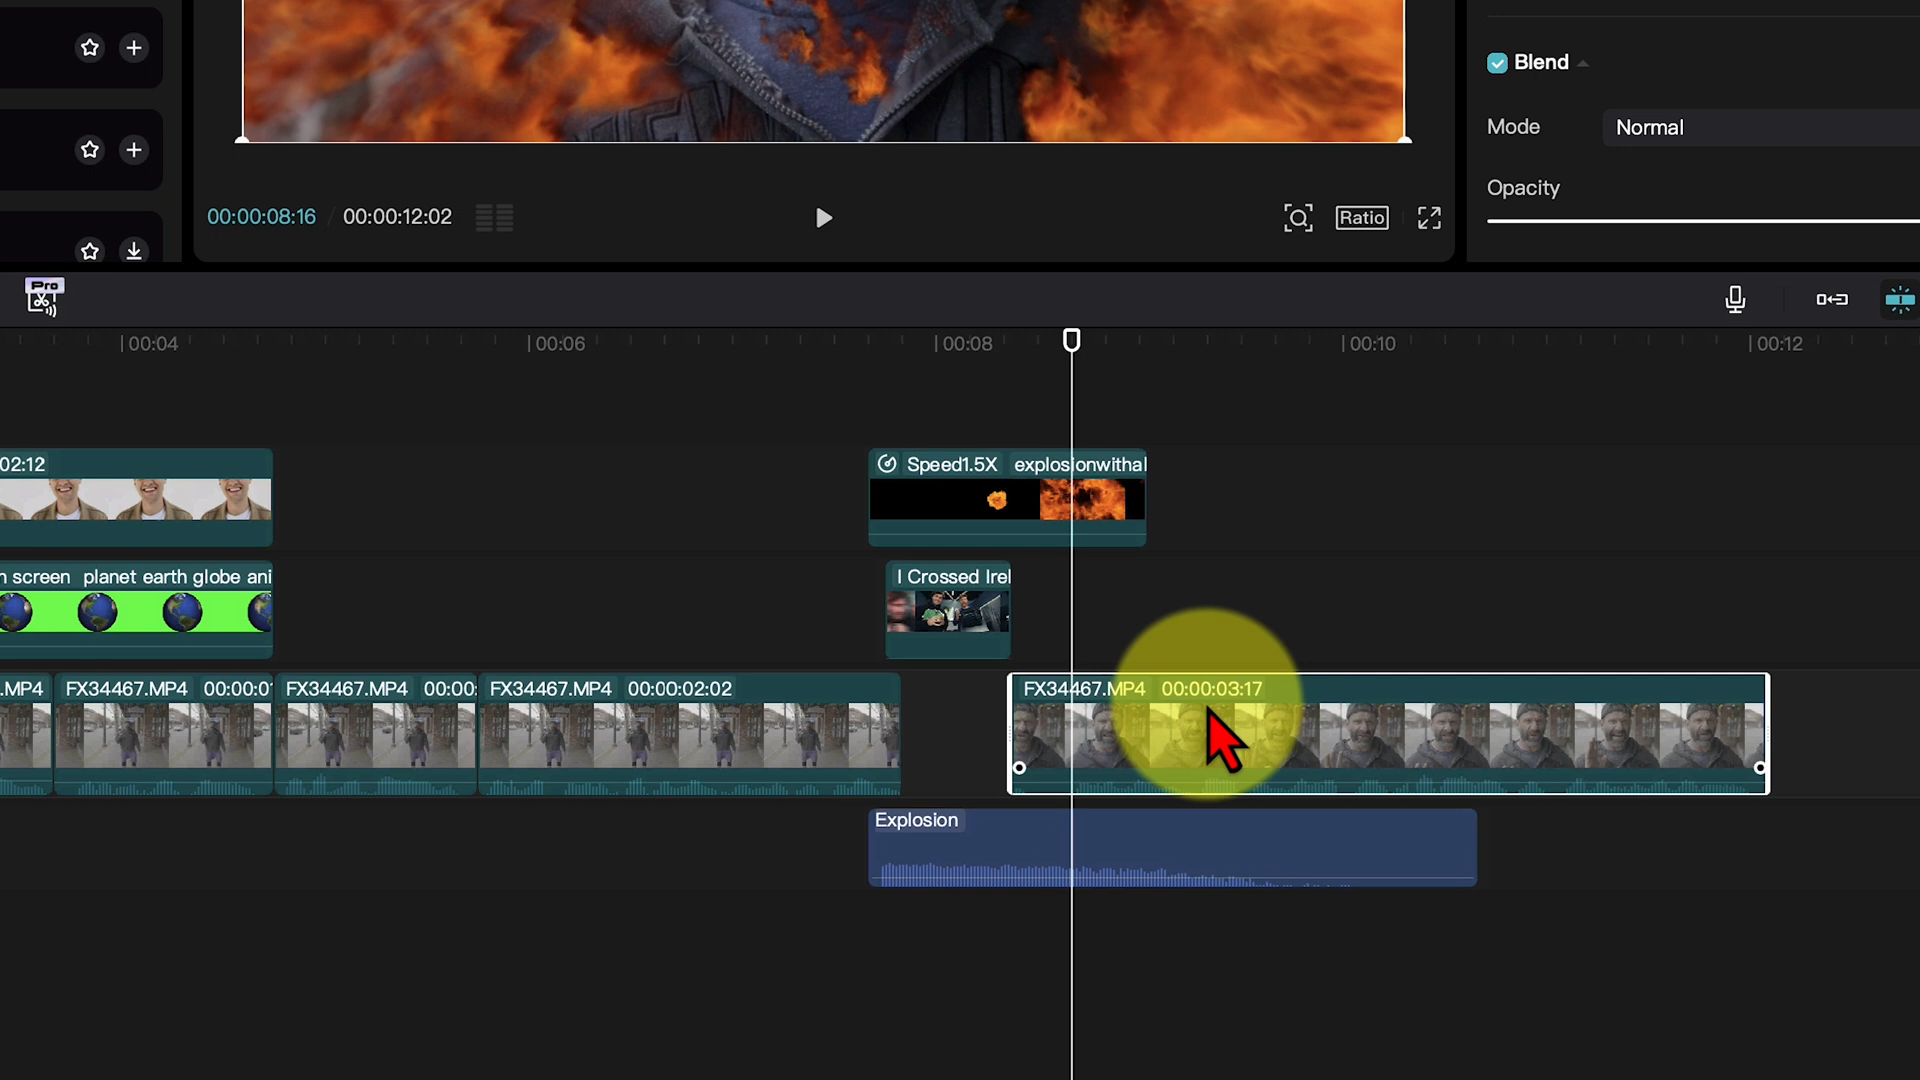 Blend
Mode
Normal
Opacity
00:00:08:16 / 00:00:12:02
Ratio
Pro
00:04
00:06
00:08
00:10
00:12
02:12
Speed1.5X explosionwithal
n screen planet earth globe ani
I Crossed Irel
.MP4
FX34467.MP4 00:00:0
FX34467.MP4 00:00:
FX34467.MP4 00:00:02:02
FX34467.MP4 00:00:03:17
Explosion